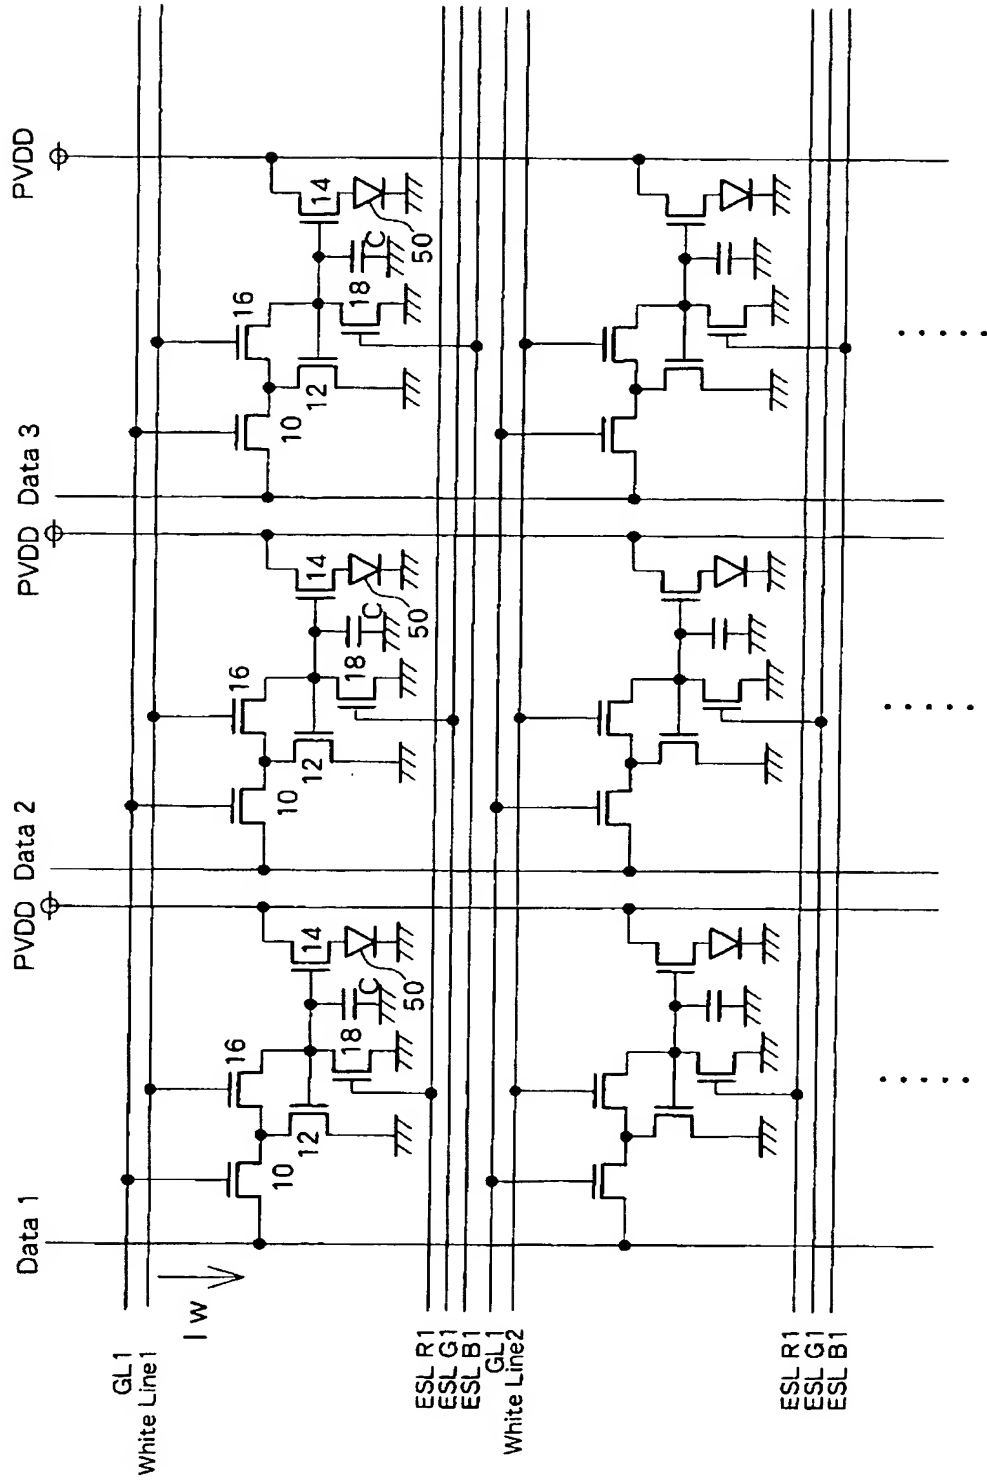 Data 1
PVDD
Data 2
PVDD
Data 3
PVDD
GL1
White Line1
I W
10
16
12
18
C
14
50
10
16
12
18
C
14
50
10
16
12
18
C
14
50
ESL R1
ESL G1
ESL B1
GL1
White Line2
ESL R1
ESL G1
ESL B1